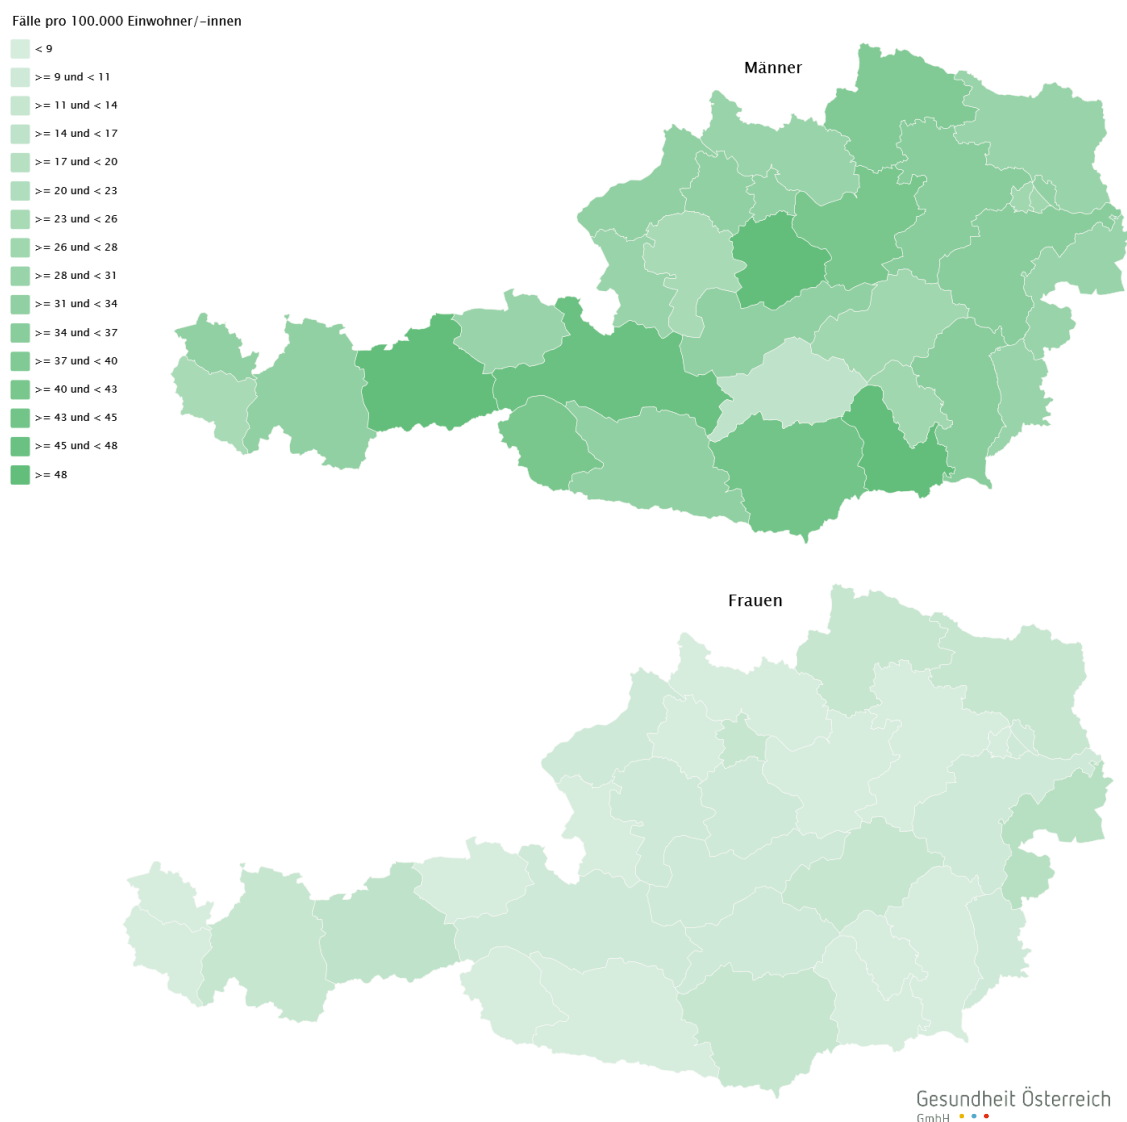 Fälle pro 100.000 Einwohner/-innen
< 9
>= 9 und < 11
>= 11 und < 14
>= 14 und < 17
>= 17 und < 20
>= 20 und < 23
>= 23 und < 26
>= 26 und < 28
>= 28 und < 31
>= 31 und < 34
>= 34 und < 37
>= 37 und < 40
>= 40 und < 43
>= 43 und < 45
>= 45 und < 48
>= 48
Männer
Frauen
Gesundheit Österreich
GmbH